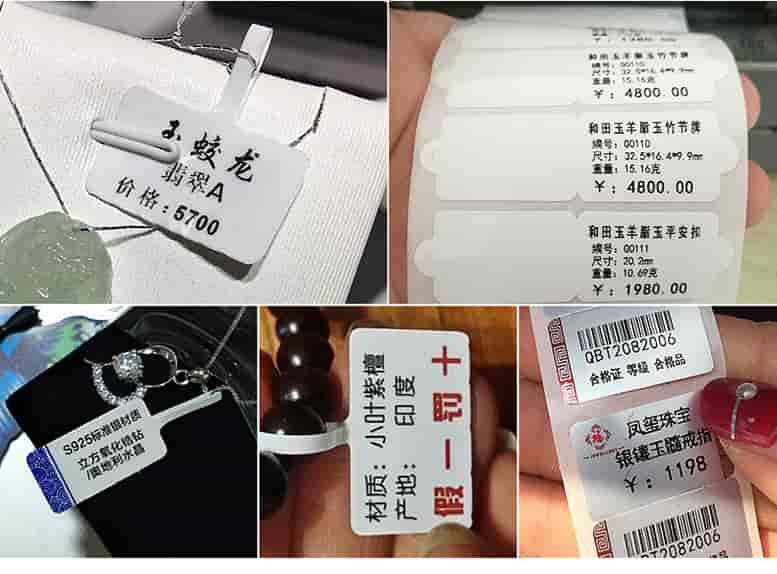 玉蛟龙
翡翠A
价格：5700
和田玉羊脂玉竹节牌
编号：00110
尺寸：32.5*16.4*9.9mm
重量：15.16克
￥：4800.00
和田玉羊脂玉竹节牌
编号：00110
尺寸：32.5*16.4*9.9mm
重量：15.16克
￥：4800.00
和田玉羊脂玉平安扣
编号：00111
尺寸：20.2mm
重量：10.69克
￥：1980.00
S925标准银材质
立方氧化锆钻
/奥地利水晶
材质：小叶紫檀
产地：印度
假一罚十
QBT2082006
合格证 等级 合格品
凤玺珠宝
银镶玉髓戒指
￥：1198
QBT2082006